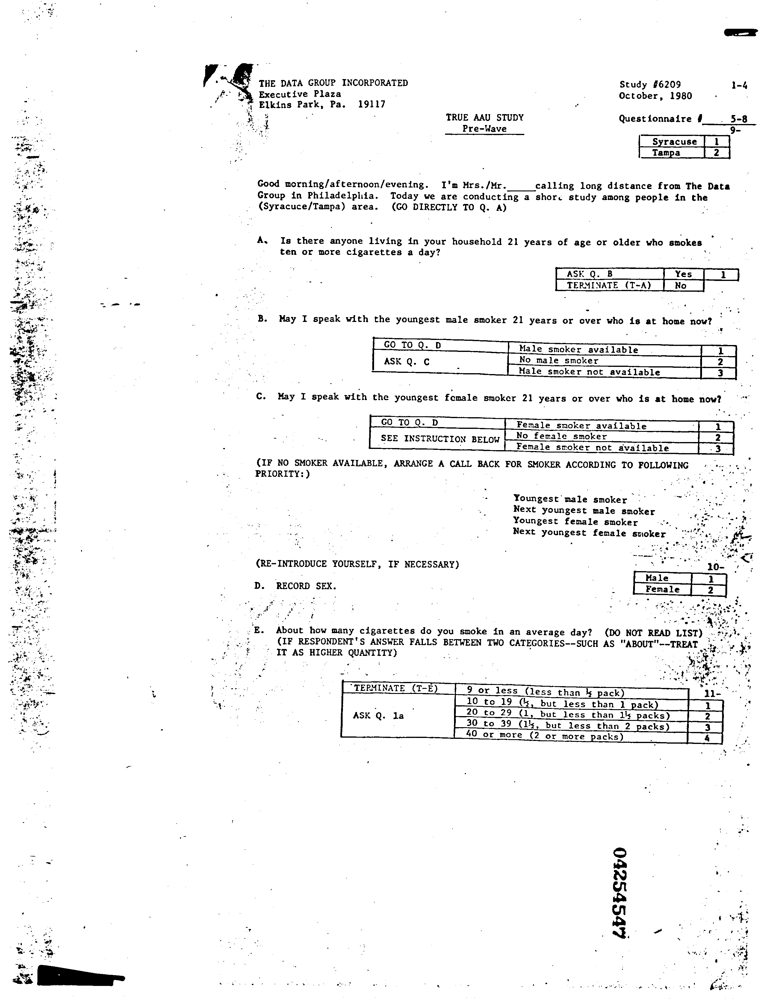 THE DATA GROUP INCORPORATED
Executive Plaza
Elkins Park, Pa. 19117
Study #6209 1-4
October, 1980
TRUE AAU STUDY
Pre-Wave
Questionnaire # 5-8
9-
Syracuse 1
Tampa 2
Good morning/afternoon/evening. I'm Mrs./Mr.____calling long distance from The Data
Group in Philadelphia. Today we are conducting a short study among people in the
(Syracuce/Tampa) area. (GO DIRECTLY TO Q. A)
A. Is there anyone living in your household 21 years of age or older who smokes
ten or more cigarettes a day?
ASK Q. B Yes 1
TERMINATE (T-A) No
B. May I speak with the youngest male smoker 21 years or over who is at home now?
GO TO Q. D Male smoker available 1
ASK Q. C No male smoker 2
Male smoker not available 3
C. May I speak with the youngest female smoker 21 years or over who is at home now?
GO TO Q. D Female smoker available 1
SEE INSTRUCTION BELOW No female smoker 2
Female smoker not available 3
(IF NO SMOKER AVAILABLE, ARRANGE A CALL BACK FOR SMOKER ACCORDING TO FOLLOWING
PRIORITY:)
Youngest male smoker
Next youngest male smoker
Youngest female smoker
Next youngest female smoker
(RE-INTRODUCE YOURSELF, IF NECESSARY)
10-
D. RECORD SEX.
Male 1
Female 2
E. About how many cigarettes do you smoke in an average day? (DO NOT READ LIST)
(IF RESPONDENT'S ANSWER FALLS BETWEEN TWO CATEGORIES--SUCH AS "ABOUT"--TREAT
IT AS HIGHER QUANTITY)
TERMINATE (T-E) 9 or less (less than ½ pack) 11-
10 to 19 (½, but less than 1 pack) 1
ASK Q. 1a 20 to 29 (1, but less than 1½ packs) 2
30 to 39 (1½, but less than 2 packs) 3
40 or more (2 or more packs) 4
04254547